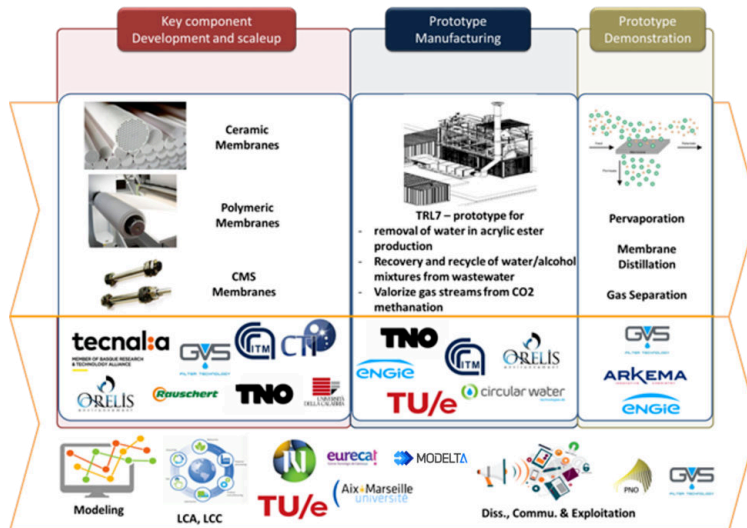 Key component
Development and scaleup
Prototype
Manufacturing
Prototype
Demonstration
Ceramic
Membranes
Polymeric
Membranes
CMS
Membranes
TRL7 – prototype for
- removal of water in acrylic ester
production
- Recovery and recycle of water/alcohol
mixtures from wastewater
- Valorize gas streams from CO2
methanation
Pervaporation
Membrane
Distillation
Gas Separation
tecnal:a
MEMBER OF BASQUE RESEARCH
& TECHNOLOGY ALLIANCE
GVS
FILTER TECHNOLOGY
ITM
CTI
ORELIS
environnement
Rauschert
TNO
UNIVERSITÀ
DELLA CALABRIA
TNO
ENGIE
ITM
ORELIS
environnement
TU/e
circular water
GVS
FILTER TECHNOLOGY
ARKEMA
ENGIE
Modeling
LCA, LCC
N
TU/e
eurecat
MODELTA
Aix*Marseille
université
Diss., Commu. & Exploitation
PNO
GVS
FILTER TECHNOLOGY